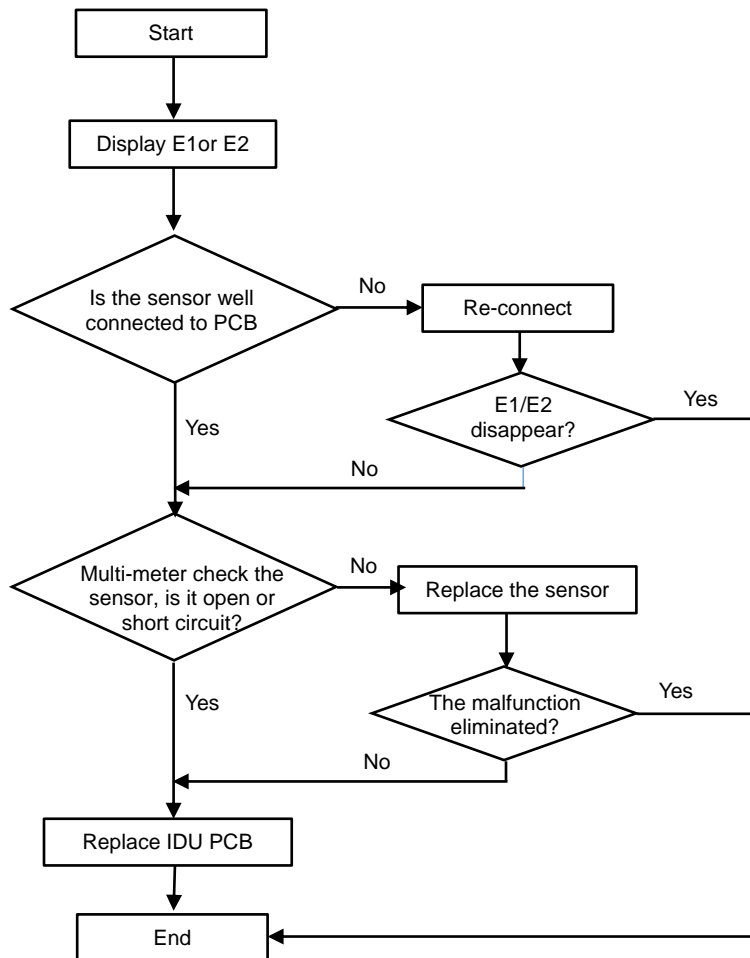 Start
Display E1or E2
Is the sensor well
connected to PCB
No
Re-connect
E1/E2
disappear?
Yes
Yes
No
Multi-meter check the
sensor, is it open or
short circuit?
No
Replace the sensor
The malfunction
eliminated?
Yes
Yes
No
Replace IDU PCB
End